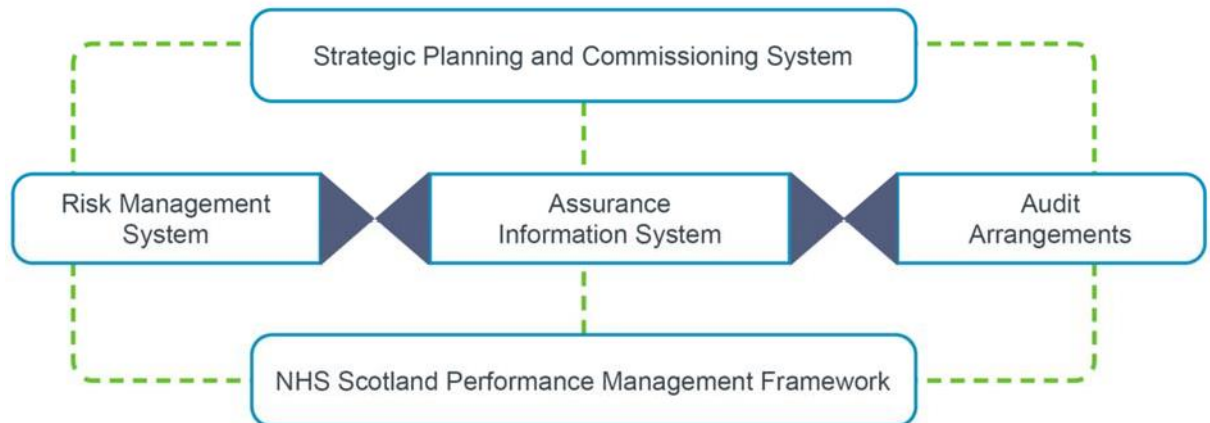 Strategic Planning and Commissioning System
Risk Management
System
Assurance
Information System
Audit
Arrangements
NHS Scotland Performance Management Framework